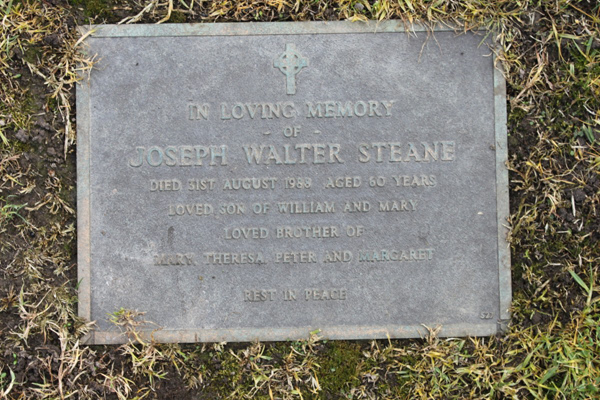 IN LOVING MEMORY
- OF -
JOSEPH WALTER STEANE
DIED 31ST AUGUST 1988 AGED 60 YEARS
LOVED SON OF WILLIAM AND MARY
LOVED BROTHER OF
MARY, THERESA, PETER AND MARGARET
REST IN PEACE